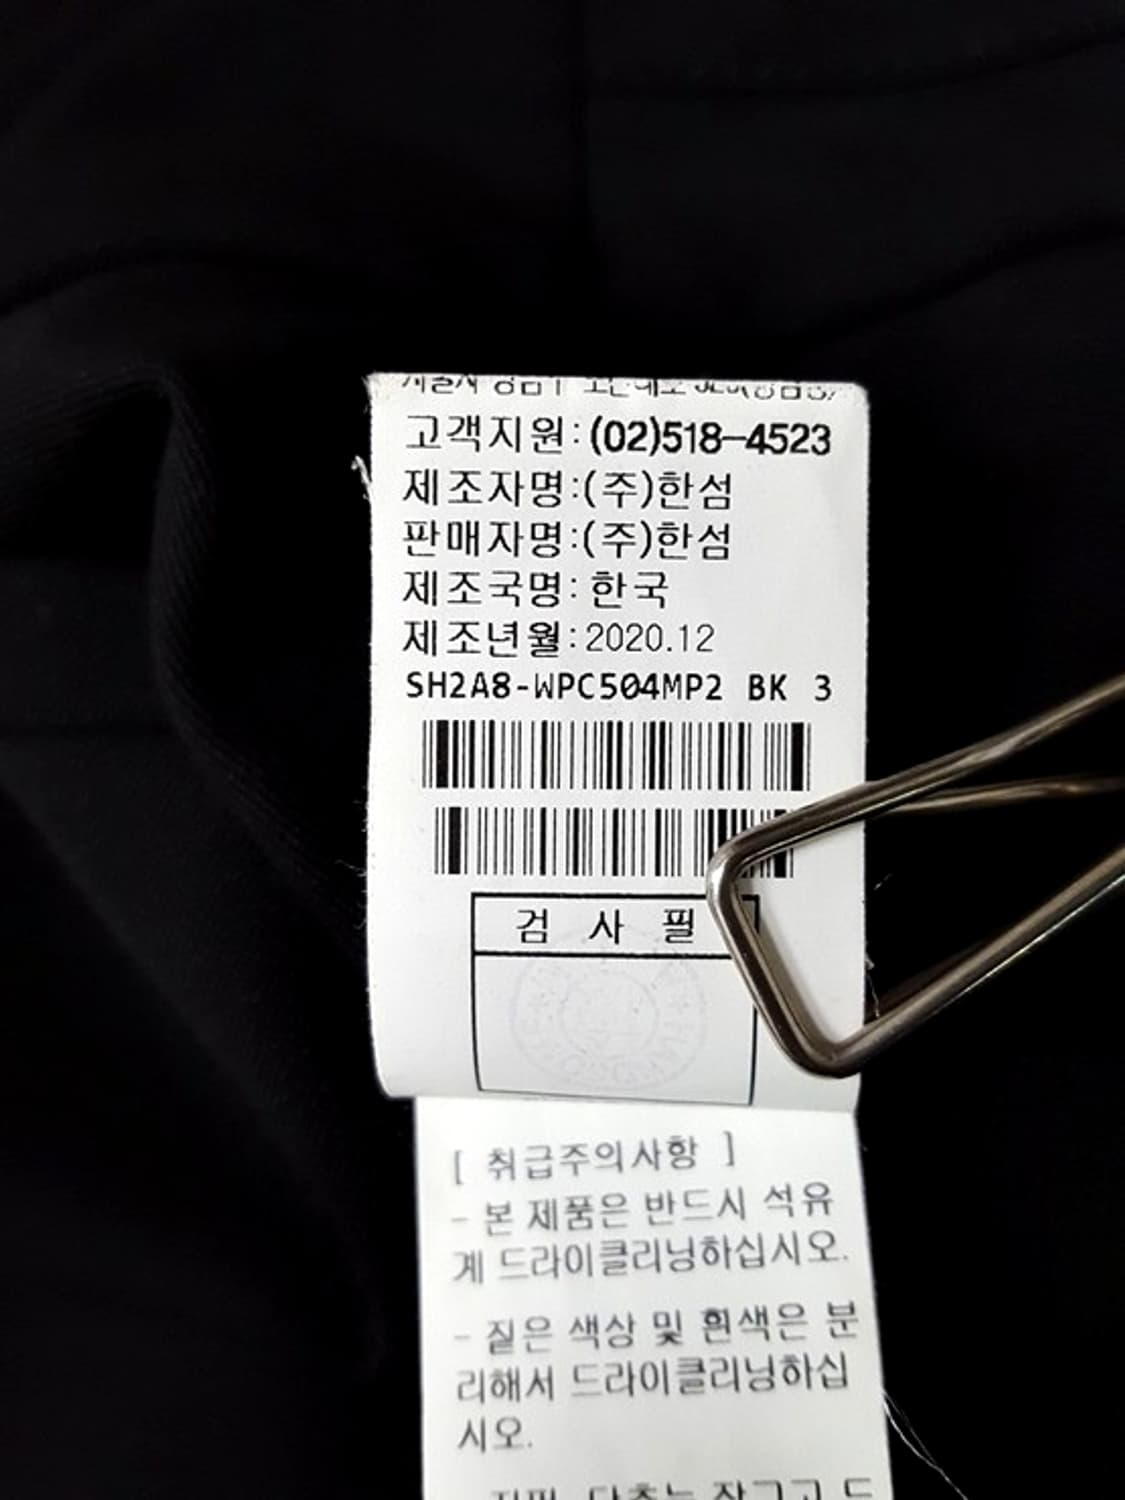 고객지원: (02)518-4523
제조자명:(주)한섬
판매자명:(주)한섬
제조국명: 한국
제조년월:2020.12
SH2A8-WPC504MP2 BK 3
검 사 필
[ 취급주의사항 ]
- 본 제품은 반드시 석유
계 드라이클리닝하십시오.
- 짙은 색상 및 흰색은 분
리해서 드라이클리닝하십
시오.